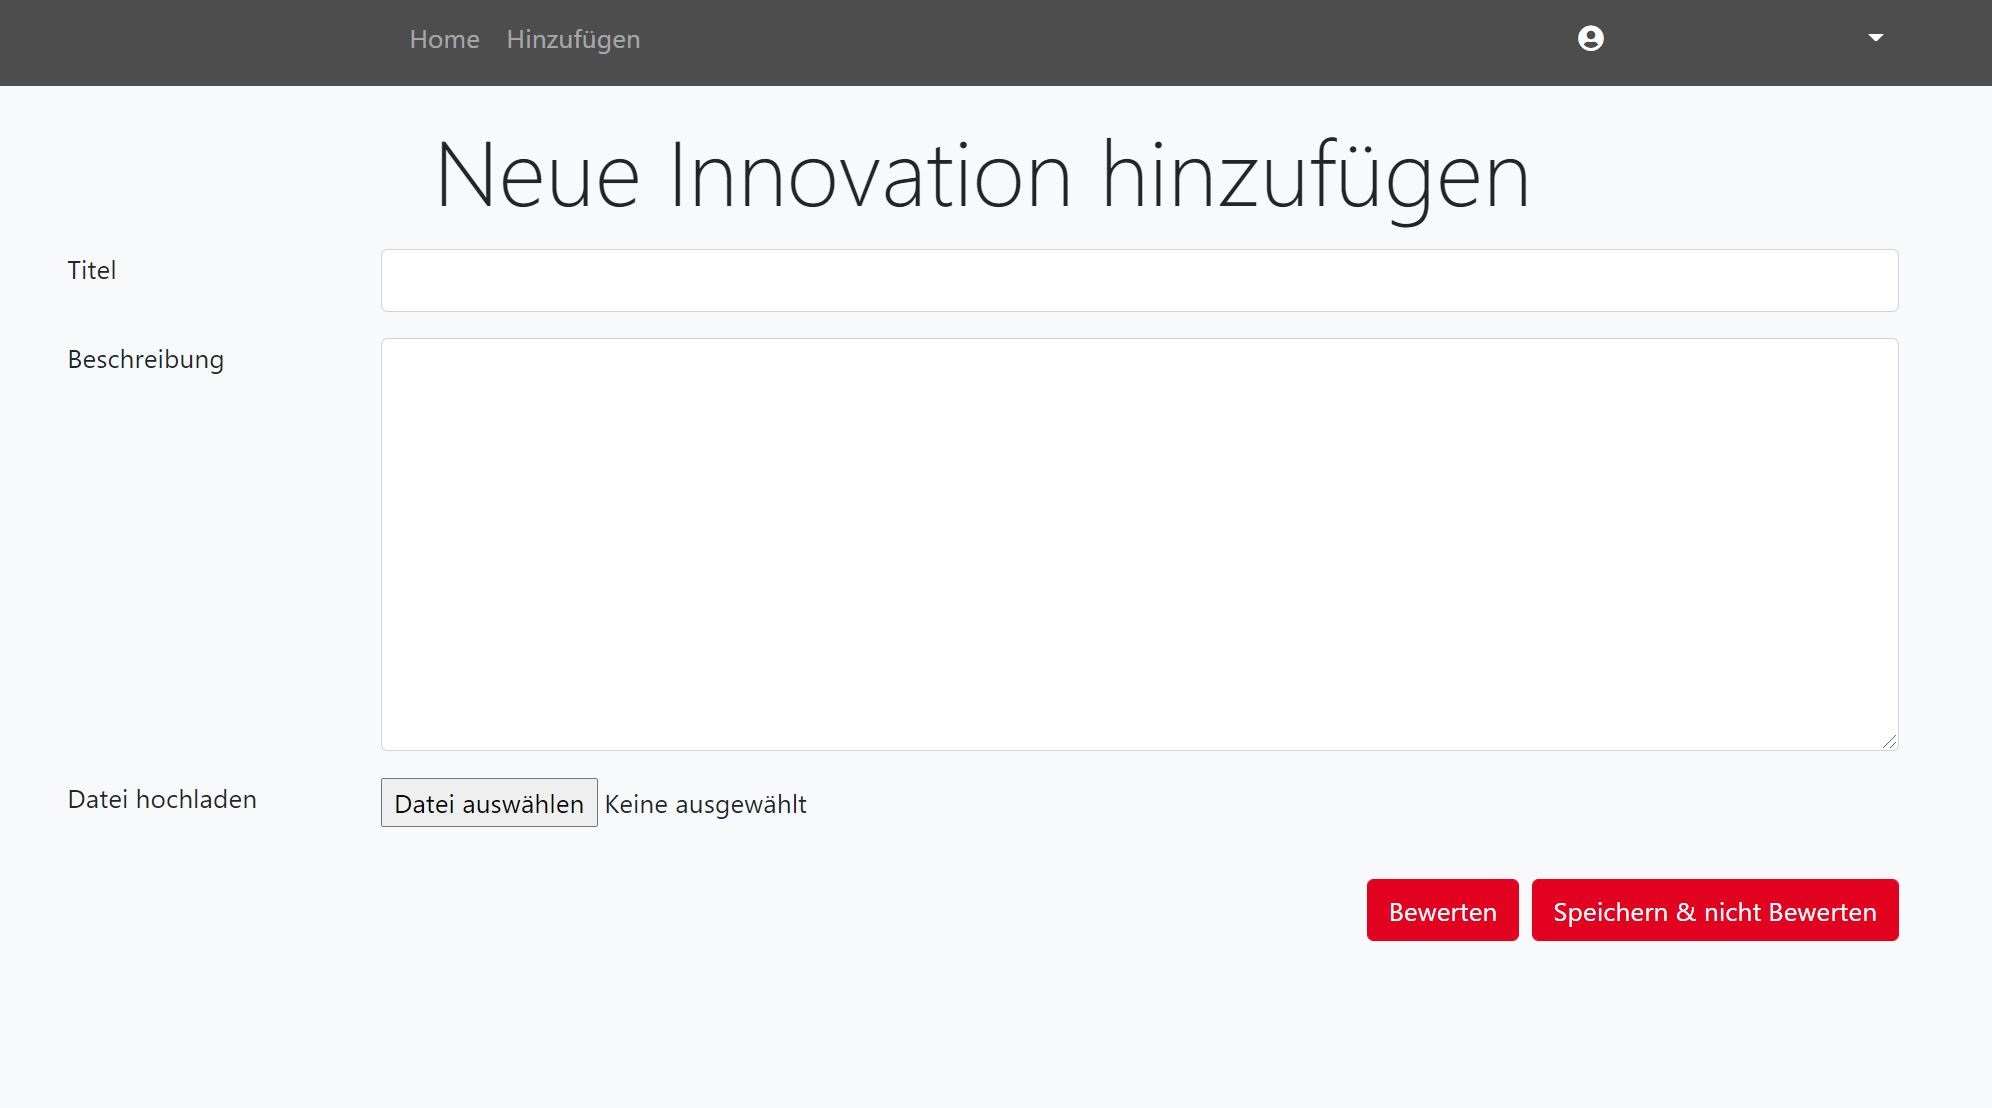 Home Hinzufügen
Neue Innovation hinzufügen
Titel
Beschreibung
Datei hochladen Datei auswählen Keine ausgewählt
Bewerten Speichern & nicht Bewerten